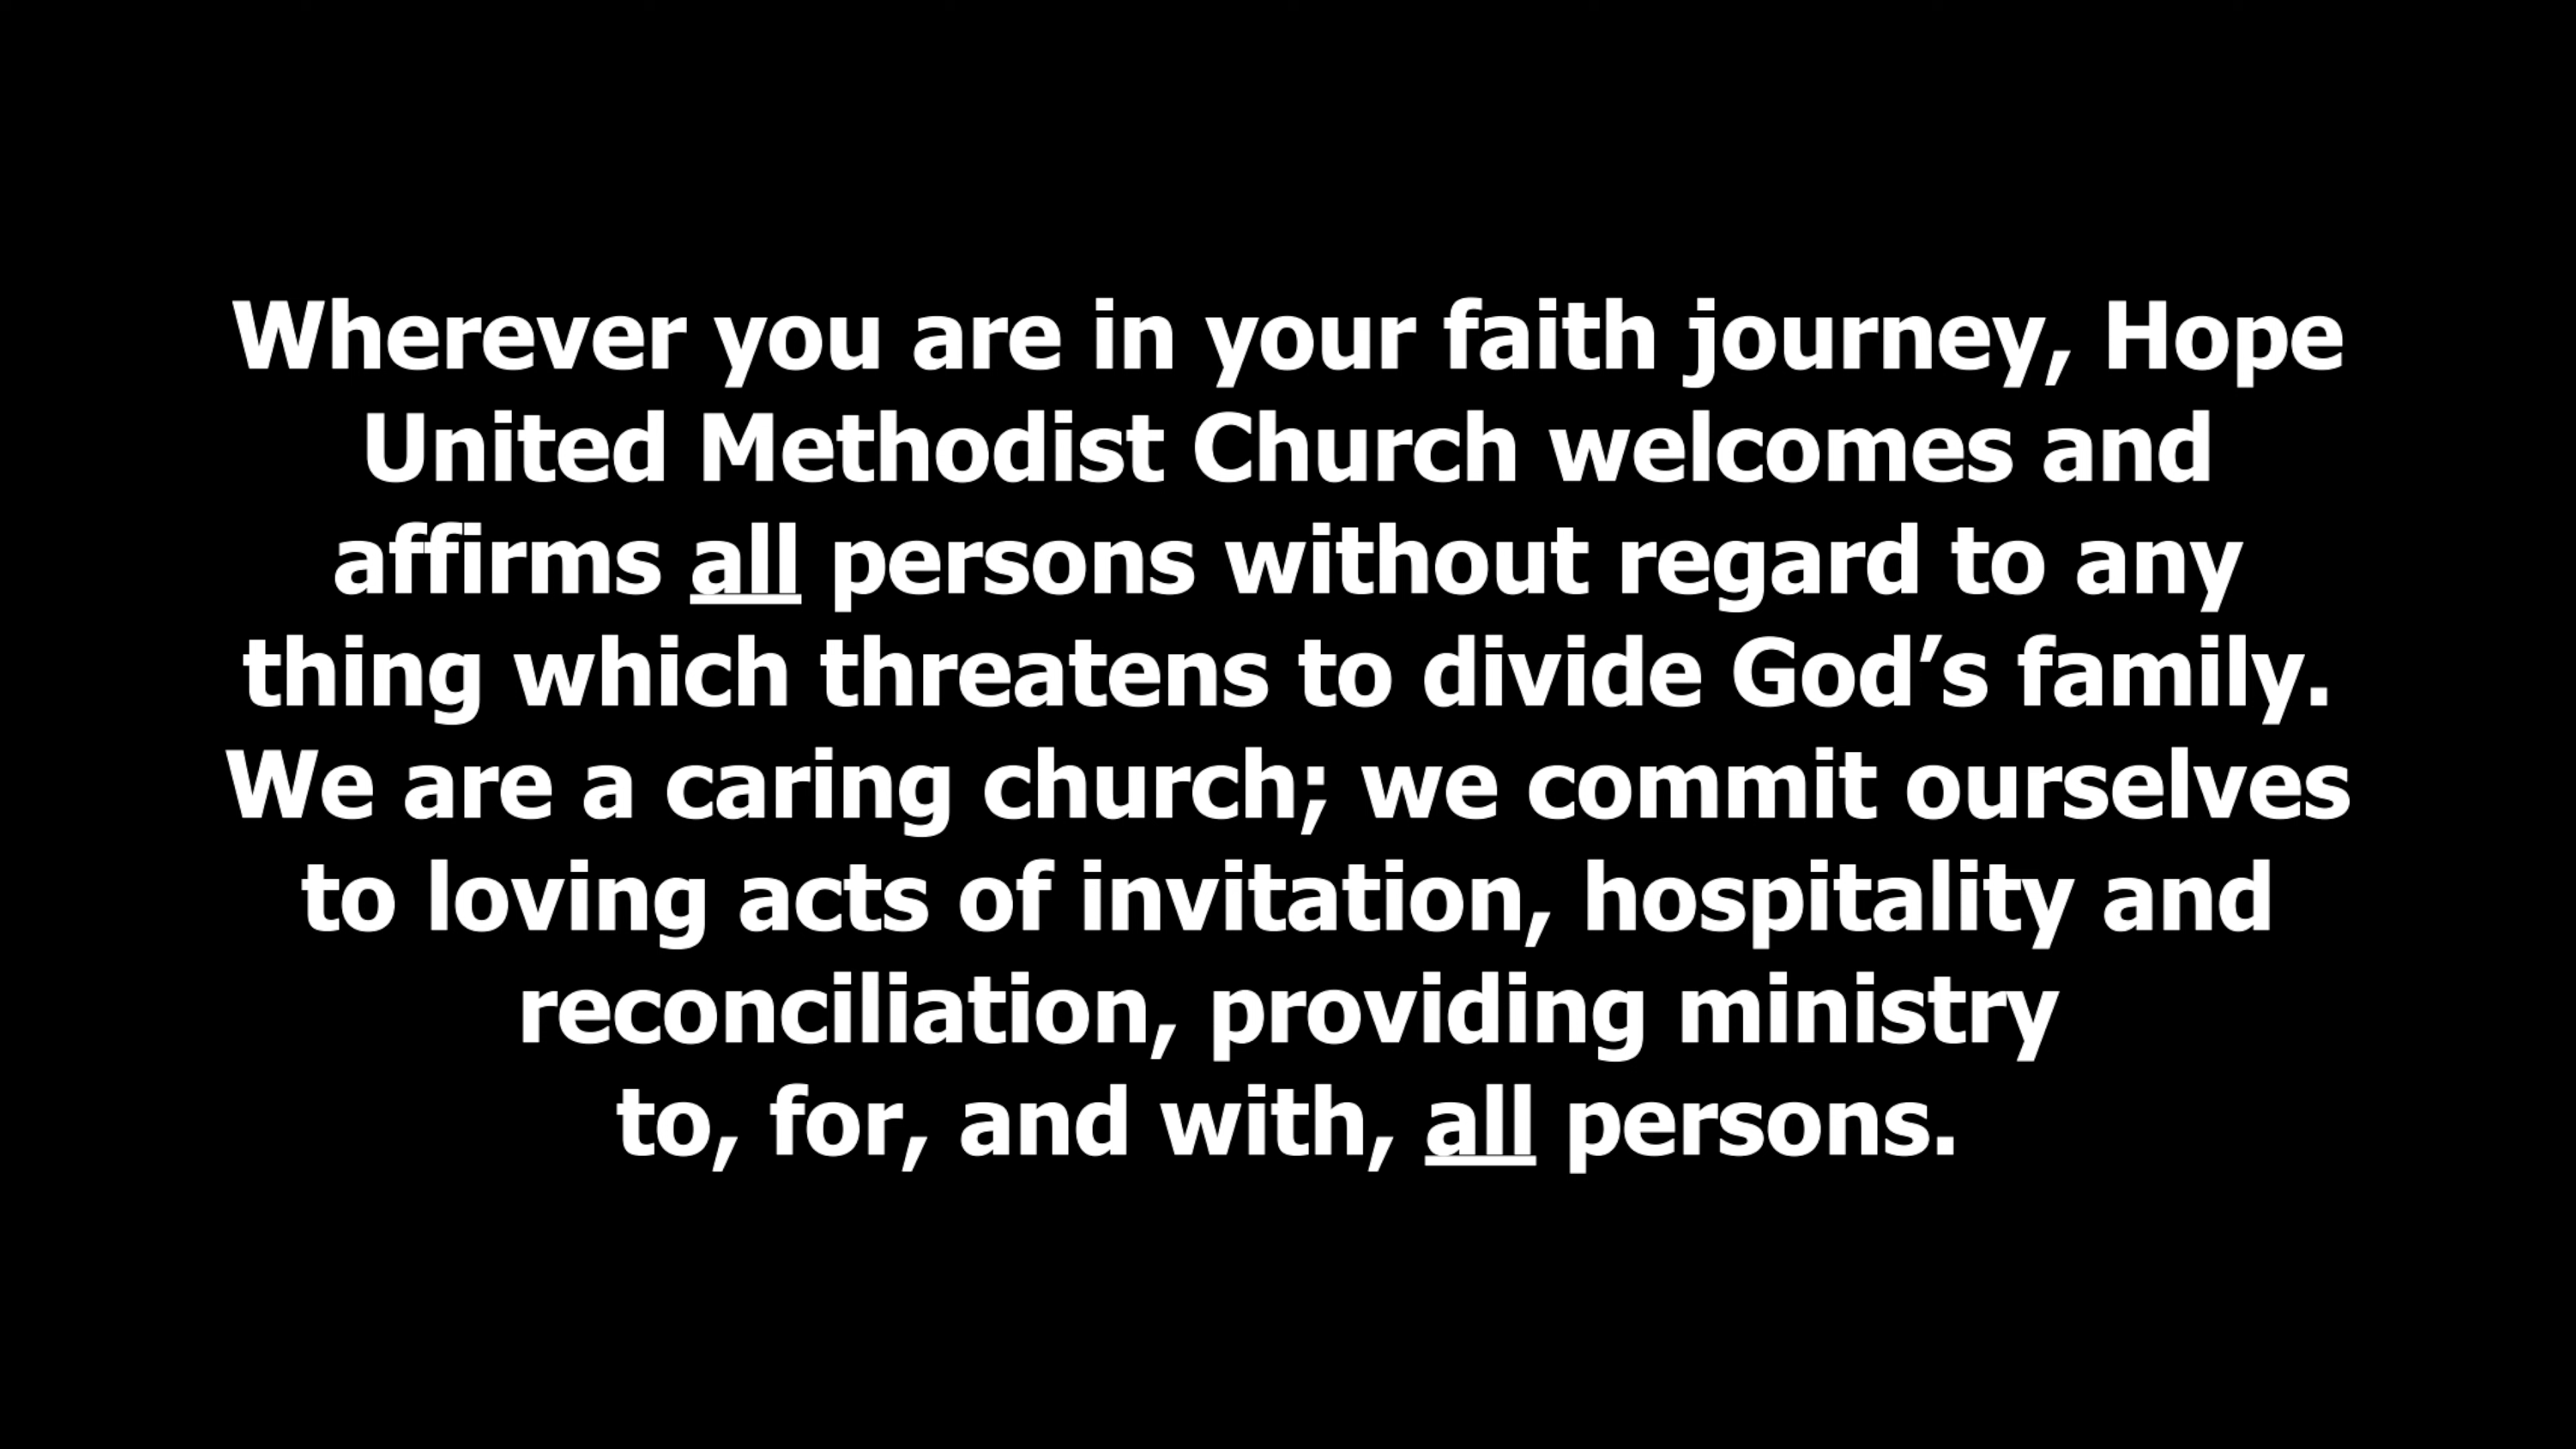 Wherever you are in your faith journey, Hope
United Methodist Church welcomes and
affirms all persons without regard to any
thing which threatens to divide God’s family.
We are a caring church; we commit ourselves
to loving acts of invitation, hospitality and
reconciliation, providing ministry
to, for, and with, all persons.